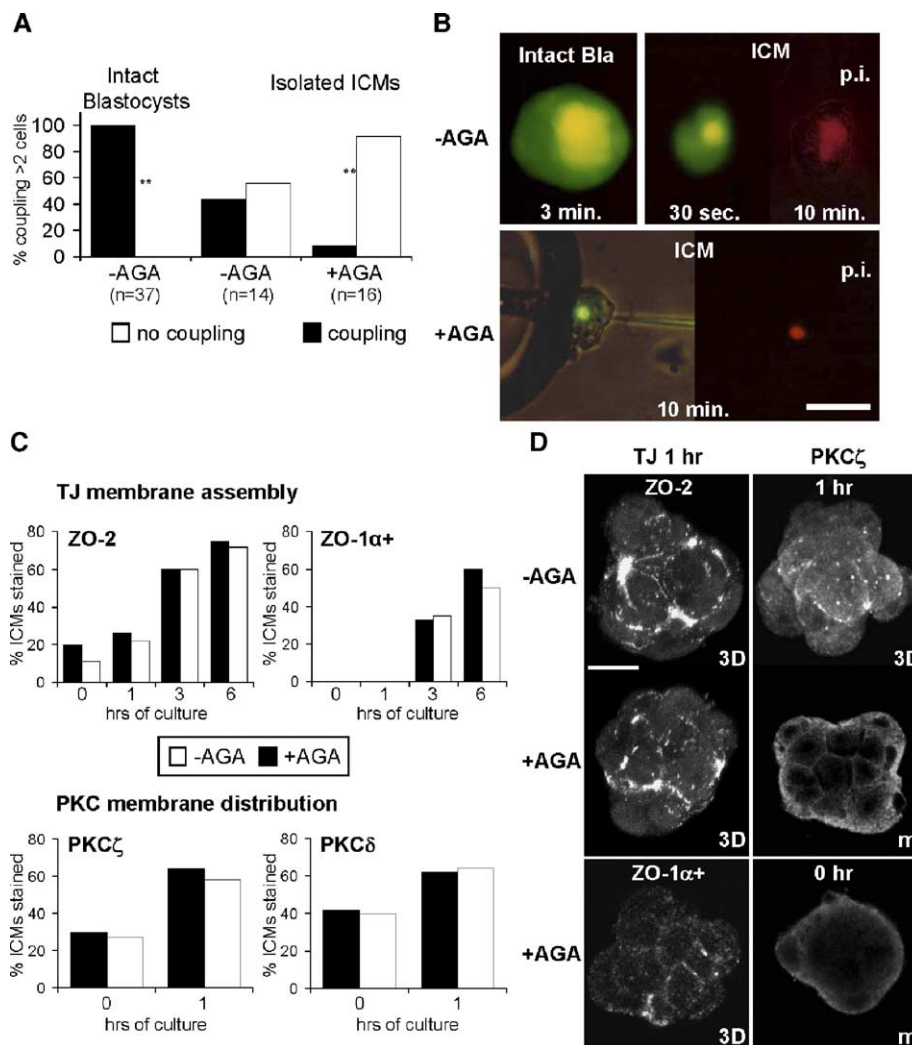 A
Intact
Blastocysts
Isolated ICMs
% coupling >2 cells
100
80
60
40
20
0
**
**
-AGA
-AGA
+AGA
(n=37)
(n=14)
(n=16)
no coupling
coupling
B
Intact Bla
ICM
p.i.
-AGA
3 min.
30 sec.
10 min.
ICM
p.i.
+AGA
10 min.
C
TJ membrane assembly
ZO-2
% ICMs stained
80
60
40
20
0
0 1 3 6
hrs of culture
ZO-1α+
% ICMs stained
80
60
40
20
0
0 1 3 6
hrs of culture
-AGA
+AGA
PKC membrane distribution
PKCζ
% ICMs stained
80
60
40
20
0
0 1
hrs of culture
PKCδ
% ICMs stained
80
60
40
20
0
0 1
hrs of culture
D
TJ 1 hr
PKCζ
ZO-2
1 hr
-AGA
3D
3D
+AGA
3D
m
ZO-1α+
0 hr
+AGA
3D
m